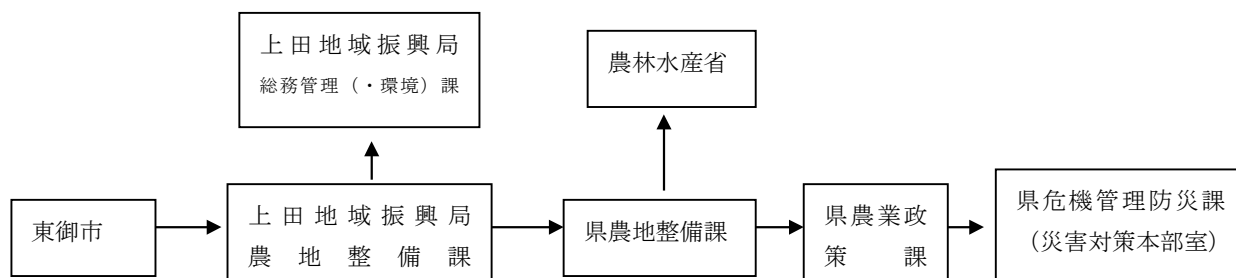 上田地域振興局
総務管理（・環境）課
農林水産省
東御市
上田地域振興局
農地整備課
県農地整備課
県農業政
策課
県危機管理防災課
（災害対策本部室）